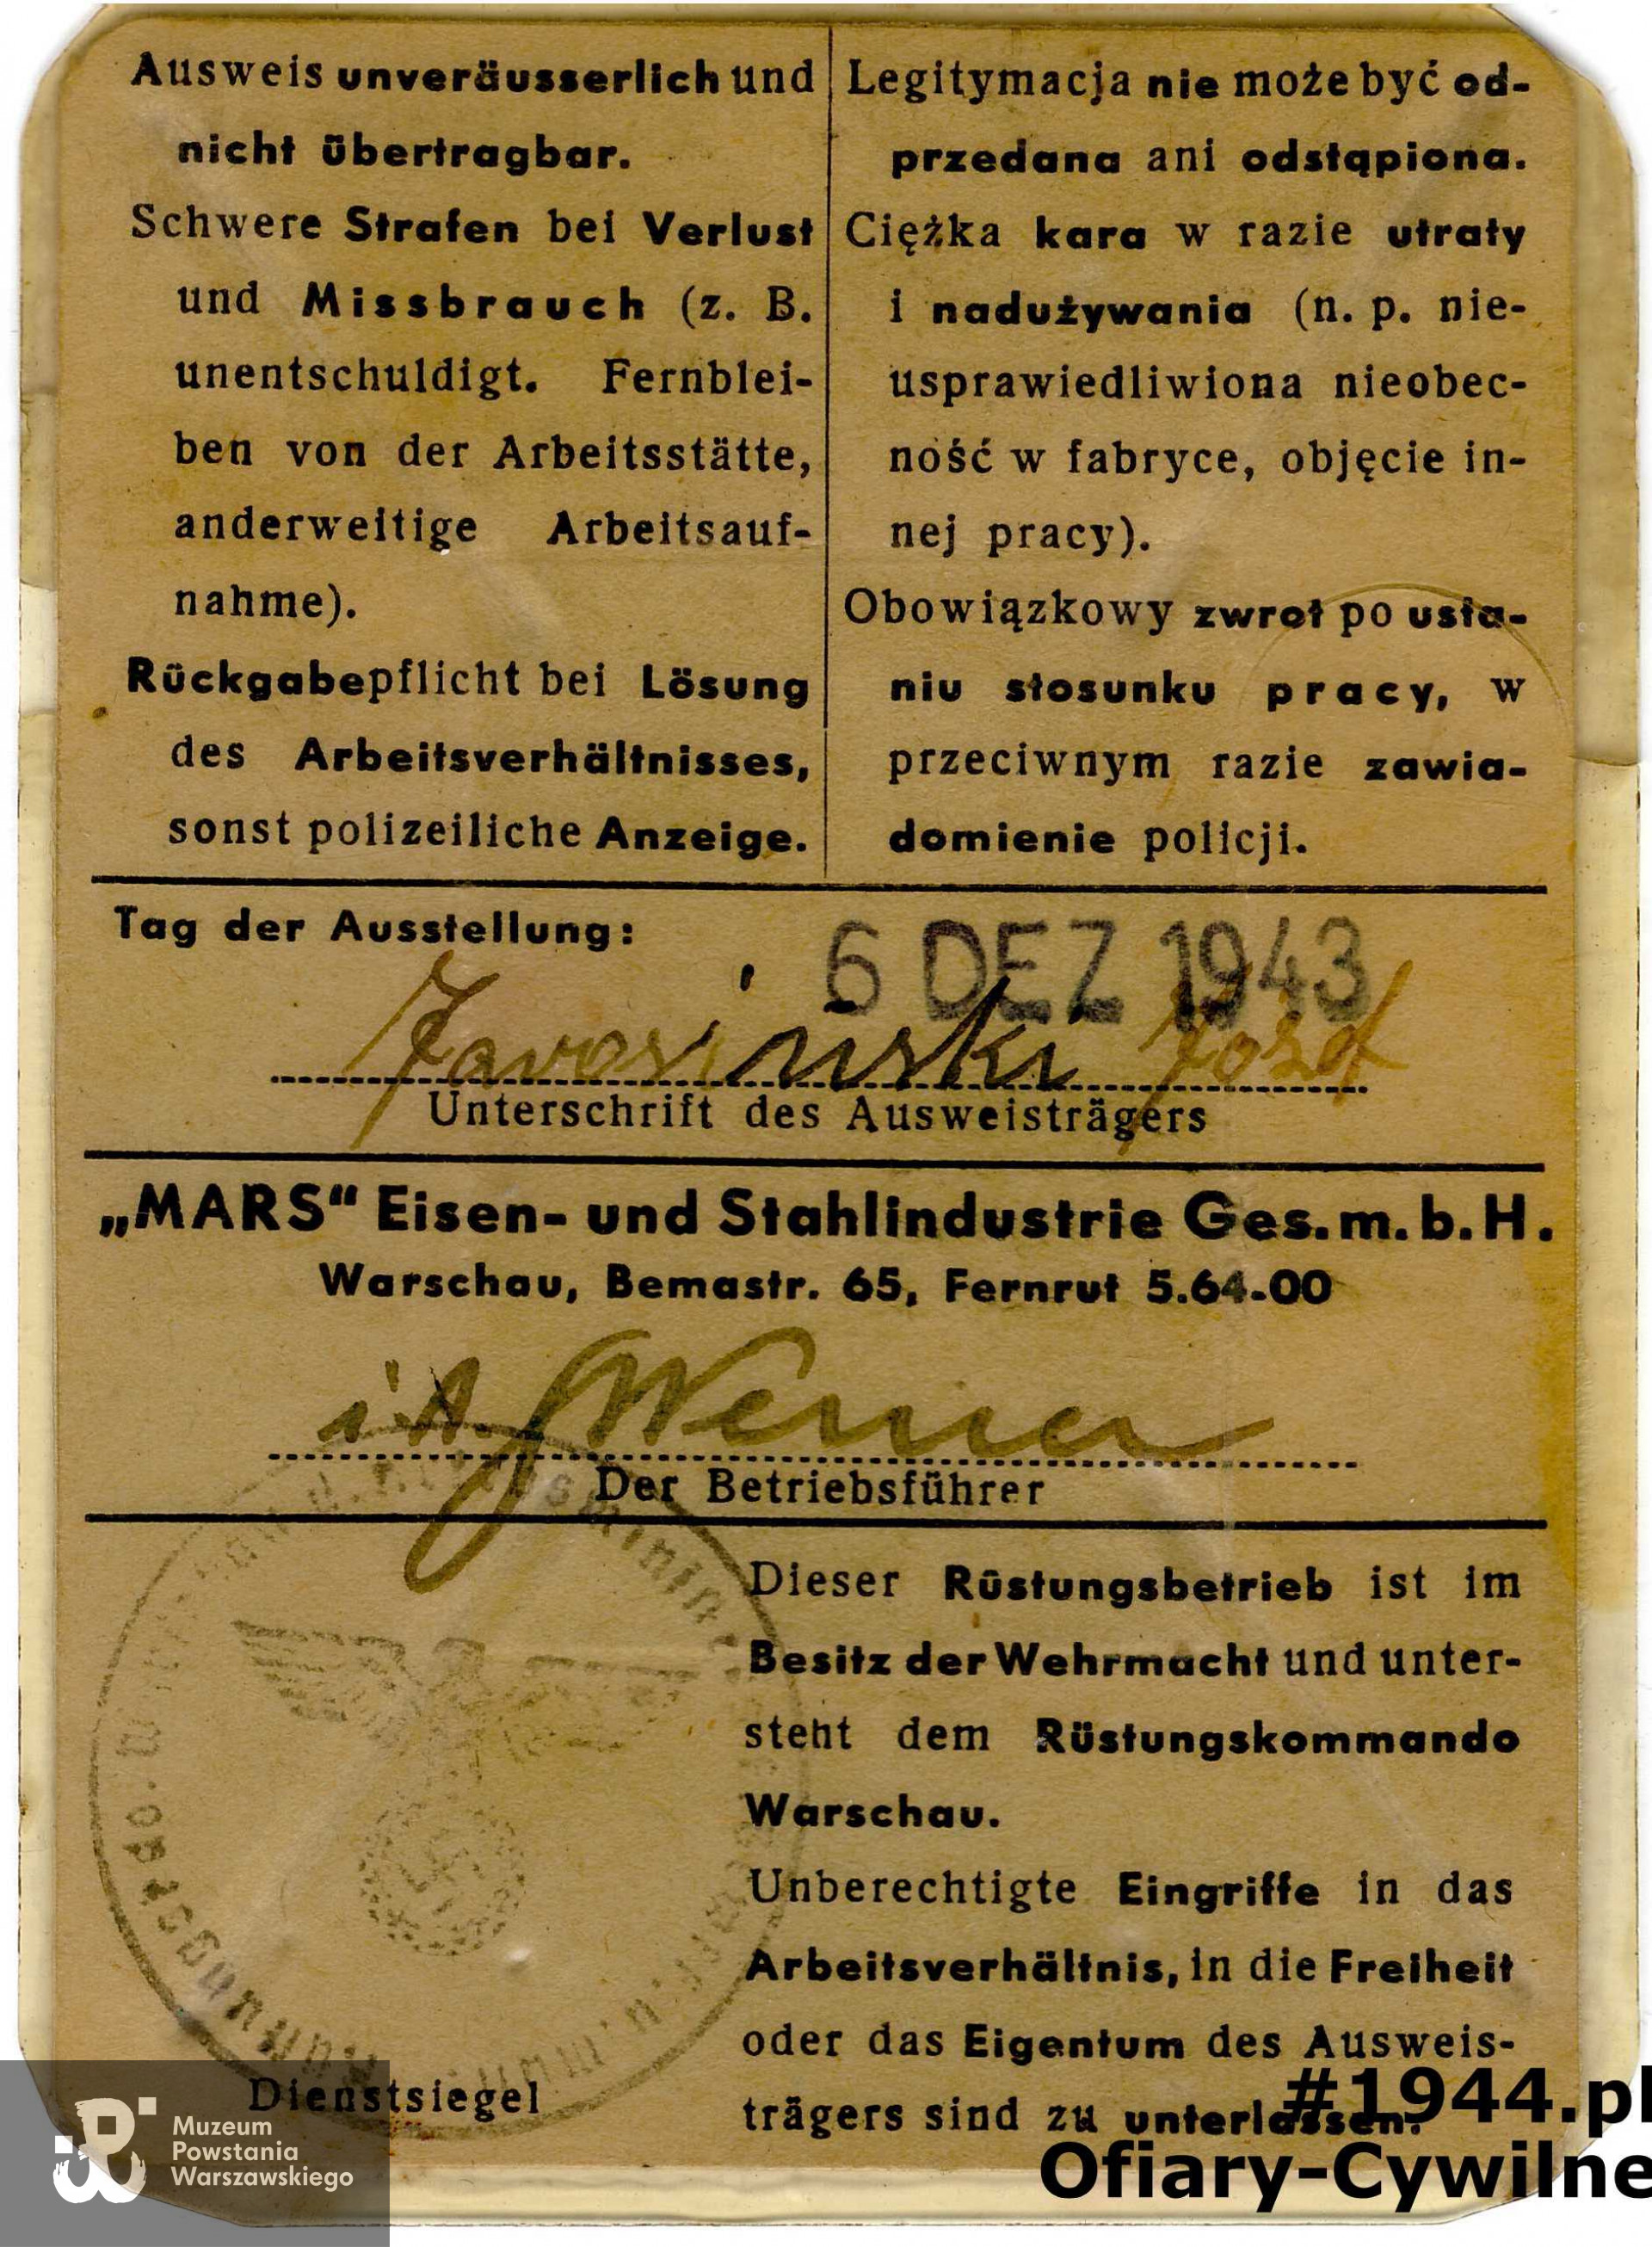 Ausweis unveräusserlich und
nicht übertragbar.
Schwere Strafen bei Verlust
und Missbrauch (z. B.
unentschuldigt. Fernblei-
ben von der Arbeitsstätte,
anderweitige Arbeitsauf-
nahme).
Rückgabepflicht bei Lösung
des Arbeitsverhältnisses,
sonst polizeiliche Anzeige.
Legitymacja nie może być od-
przedana ani odstąpiona.
Ciężka kara w razie utraty
i nadużywania (n. p. nie-
usprawiedliwiona nieobec-
ność w fabryce, objęcie in-
nej pracy).
Obowiązkowy zwrot po usta-
niu stosunku pracy, w
przeciwnym razie zawia-
domienie policji.
Tag der Ausstellung:
6 DEZ 1943
Jarosiński Józef
Unterschrift des Ausweisträgers
„MARS“ Eisen- und Stahlindustrie Ges. m. b. H.
Warschau, Bemastr. 65, Fernruf 5.64-00
i.A. Werner
Der Betriebsführer
Dieser Rüstungsbetrieb ist im
Besitz der Wehrmacht und unter-
steht dem Rüstungskommando
Warschau.
Unberechtigte Eingriffe in das
Arbeitsverhältnis, in die Freiheit
oder das Eigentum des Ausweis-
trägers sind zu unterlassen.
Dienstsiegel
Muzeum
Powstania
Warszawskiego
#1944.pl
Ofiary-Cywilne